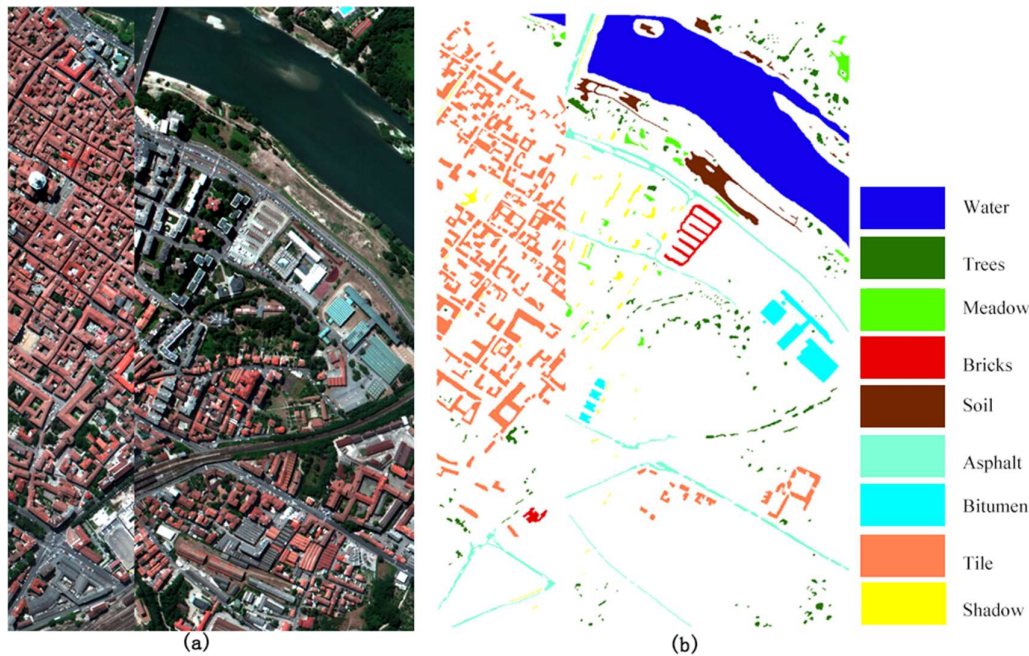 Water
Trees
Meadow
Bricks
Soil
Asphalt
Bitumen
Tile
Shadow
(a)
(b)